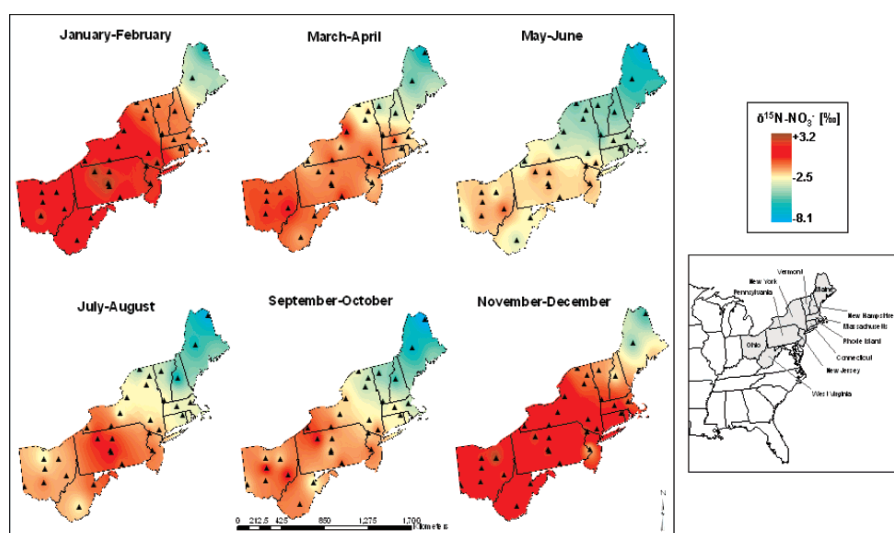 January-February
March-April
May-June
July-August
September-October
November-December
0 212.5 425 850 1,275 1,700
Kilometers
N
δ¹⁵N-NO₃⁻ [‰]
+3.2
-2.5
-8.1
Vermont
New York
Pennsylvania
Maine
New Hampshire
Massachusetts
Rhode Island
Connecticut
New Jersey
West Virginia
Ohio